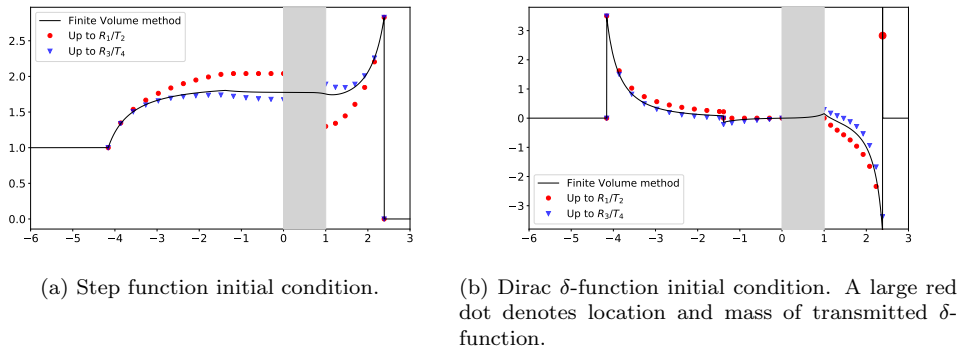 Finite Volume method
Up to R₁/T₂
Up to R₃/T₄
2.5
2.0
1.5
1.0
0.5
0.0
−6 −5 −4 −3 −2 −1 0 1 2 3
(a) Step function initial condition.
3
2
1
0
−1
−2
−3
Finite Volume method
Up to R₁/T₂
Up to R₃/T₄
−6 −5 −4 −3 −2 −1 0 1 2 3
(b) Dirac δ-function initial condition. A large red
dot denotes location and mass of transmitted δ-
function.